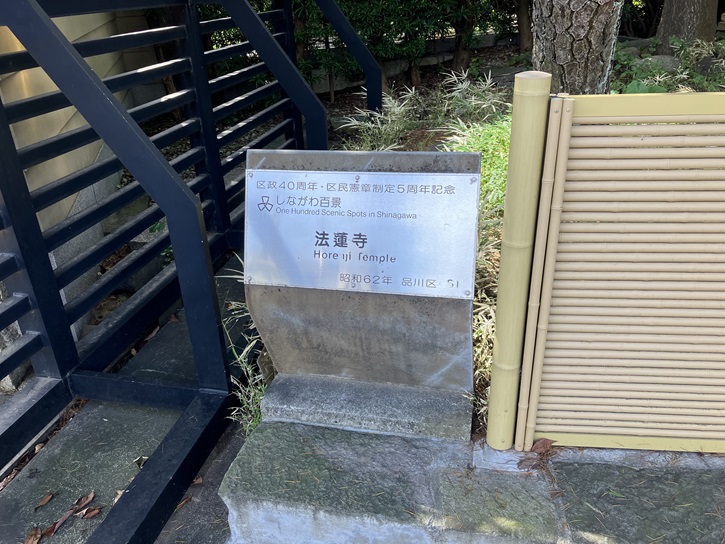 区政40周年・区民憲章制定5周年記念
しながわ百景
One Hundred Scenic Spots in Shinagawa
法蓮寺
Temple
昭和62年 品川区 51